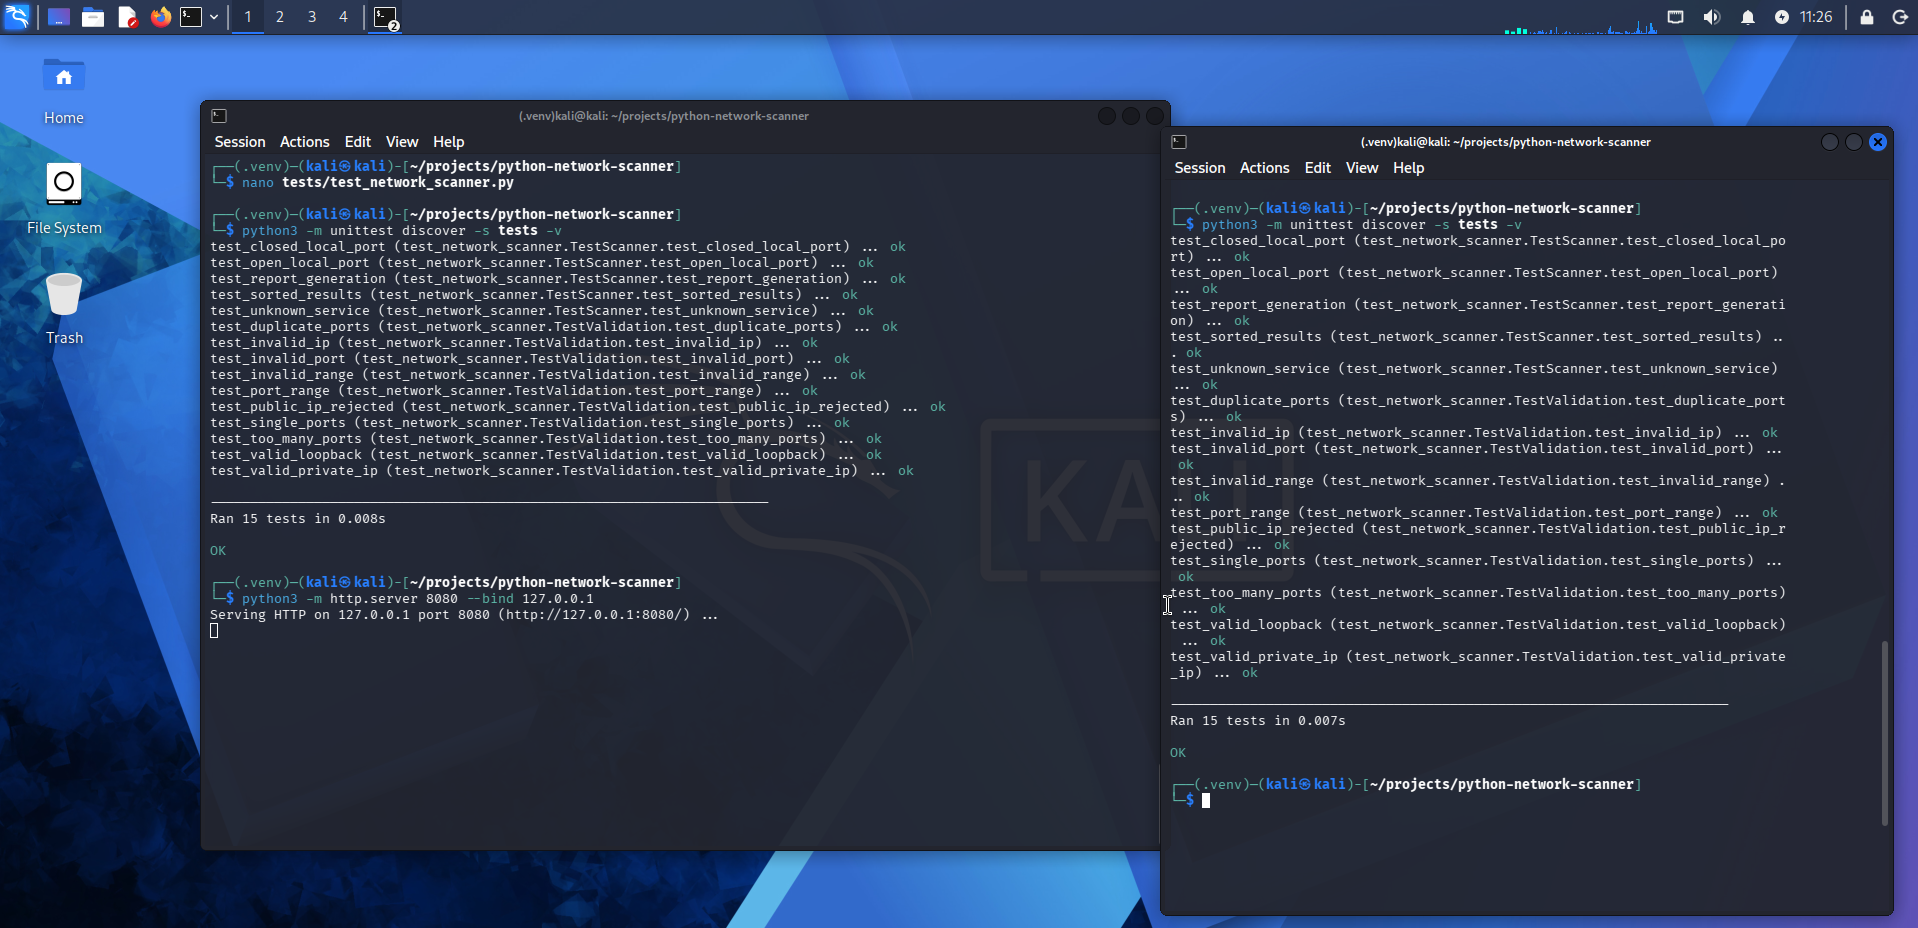 1 2 3 4 2 11:26
Home
File System
Trash
(.venv)kali@kali: ~/projects/python-network-scanner
Session Actions Edit View Help
┌──(.venv)─(kali㉿kali)-[~/projects/python-network-scanner]
└─$ nano tests/test_network_scanner.py
┌──(.venv)─(kali㉿kali)-[~/projects/python-network-scanner]
└─$ python3 -m unittest discover -s tests -v
test_closed_local_port (test_network_scanner.TestScanner.test_closed_local_port) ... ok
test_open_local_port (test_network_scanner.TestScanner.test_open_local_port) ... ok
test_report_generation (test_network_scanner.TestScanner.test_report_generation) ... ok
test_sorted_results (test_network_scanner.TestScanner.test_sorted_results) ... ok
test_unknown_service (test_network_scanner.TestScanner.test_unknown_service) ... ok
test_duplicate_ports (test_network_scanner.TestValidation.test_duplicate_ports) ... ok
test_invalid_ip (test_network_scanner.TestValidation.test_invalid_ip) ... ok
test_invalid_port (test_network_scanner.TestValidation.test_invalid_port) ... ok
test_invalid_range (test_network_scanner.TestValidation.test_invalid_range) ... ok
test_port_range (test_network_scanner.TestValidation.test_port_range) ... ok
test_public_ip_rejected (test_network_scanner.TestValidation.test_public_ip_rejected) ... ok
test_single_ports (test_network_scanner.TestValidation.test_single_ports) ... ok
test_too_many_ports (test_network_scanner.TestValidation.test_too_many_ports) ... ok
test_valid_loopback (test_network_scanner.TestValidation.test_valid_loopback) ... ok
test_valid_private_ip (test_network_scanner.TestValidation.test_valid_private_ip) ... ok
Ran 15 tests in 0.008s
OK
┌──(.venv)─(kali㉿kali)-[~/projects/python-network-scanner]
└─$ python3 -m http.server 8080 --bind 127.0.0.1
Serving HTTP on 127.0.0.1 port 8080 (http://127.0.0.1:8080/) ...
KALI
(.venv)kali@kali: ~/projects/python-network-scanner
Session Actions Edit View Help
┌──(.venv)─(kali㉿kali)-[~/projects/python-network-scanner]
└─$ python3 -m unittest discover -s tests -v
test_closed_local_port (test_network_scanner.TestScanner.test_closed_local_po
rt) ... ok
test_open_local_port (test_network_scanner.TestScanner.test_open_local_port)
... ok
test_report_generation (test_network_scanner.TestScanner.test_report_generati
on) ... ok
test_sorted_results (test_network_scanner.TestScanner.test_sorted_results) ..
. ok
test_unknown_service (test_network_scanner.TestScanner.test_unknown_service)
... ok
test_duplicate_ports (test_network_scanner.TestValidation.test_duplicate_port
s) ... ok
test_invalid_ip (test_network_scanner.TestValidation.test_invalid_ip) ... ok
test_invalid_port (test_network_scanner.TestValidation.test_invalid_port) ...
ok
test_invalid_range (test_network_scanner.TestValidation.test_invalid_range) .
.. ok
test_port_range (test_network_scanner.TestValidation.test_port_range) ... ok
test_public_ip_rejected (test_network_scanner.TestValidation.test_public_ip_r
ejected) ... ok
test_single_ports (test_network_scanner.TestValidation.test_single_ports) ...
ok
test_too_many_ports (test_network_scanner.TestValidation.test_too_many_ports)
... ok
test_valid_loopback (test_network_scanner.TestValidation.test_valid_loopback)
... ok
test_valid_private_ip (test_network_scanner.TestValidation.test_valid_private
_ip) ... ok
Ran 15 tests in 0.007s
OK
┌──(.venv)─(kali㉿kali)-[~/projects/python-network-scanner]
└─$